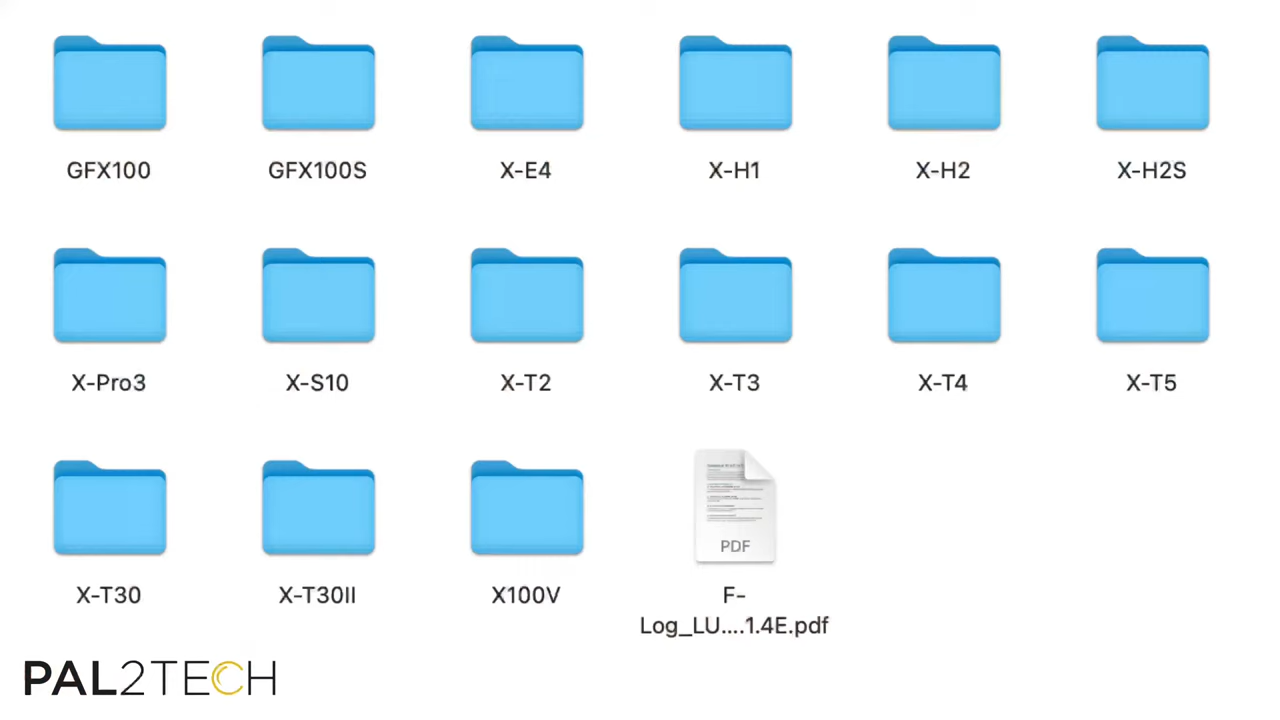 GFX100
GFX100S
X-E4
X-H1
X-H2
X-H2S
X-Pro3
X-S10
X-T2
X-T3
X-T4
X-T5
X-T30
X-T30II
X100V
PDF
F-
Log_LU....1.4E.pdf
PAL2TECH